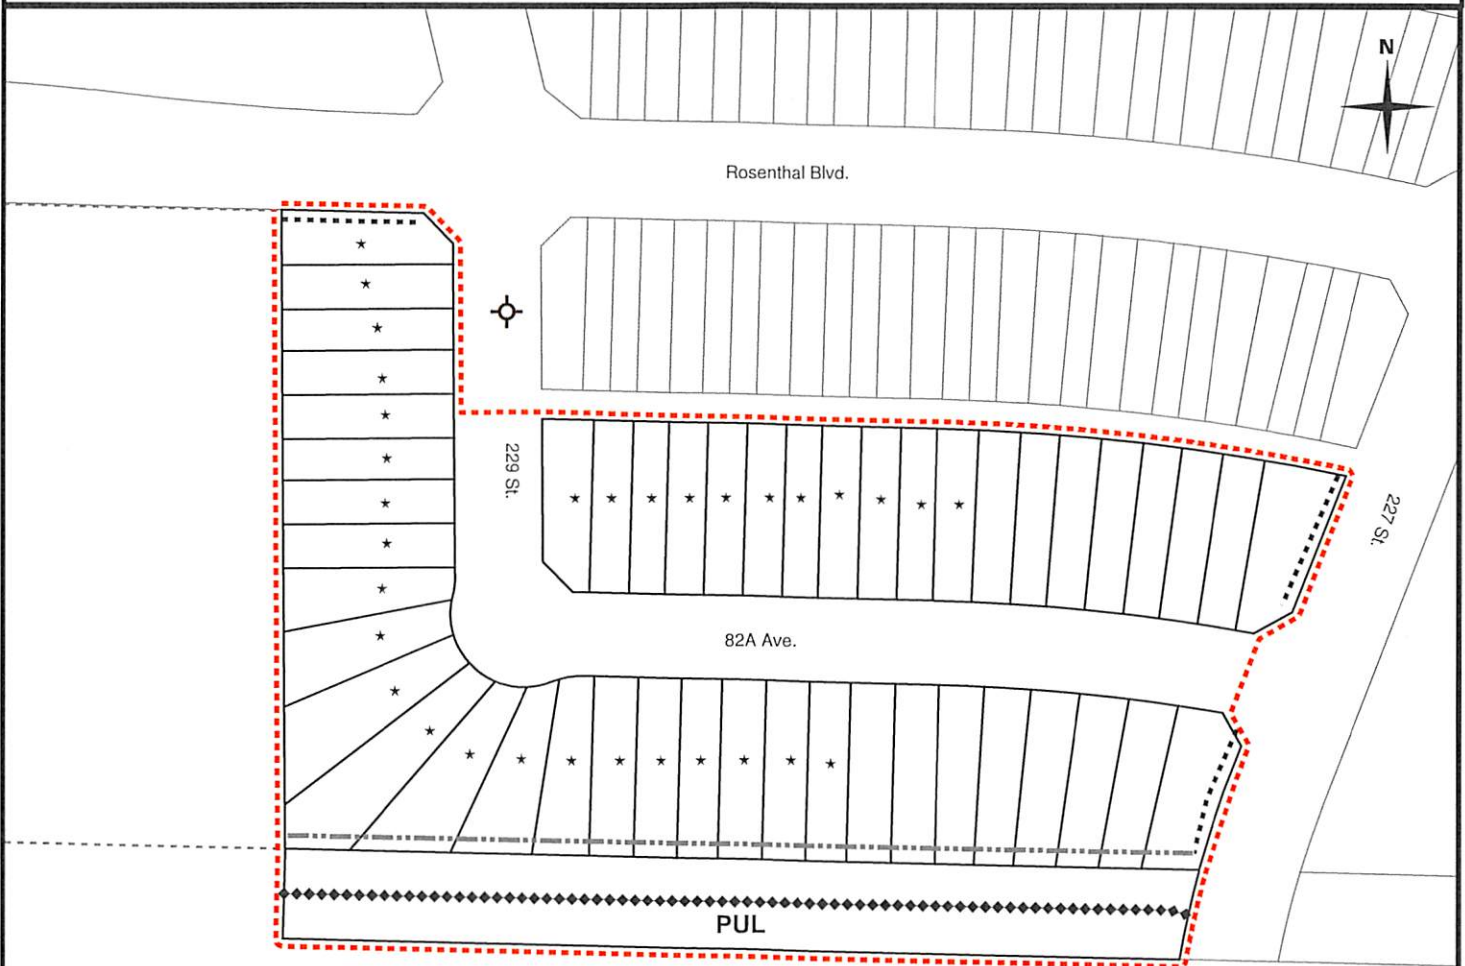 N
Rosenthal Blvd.
229 St.
227 St.
82A Ave.
PUL